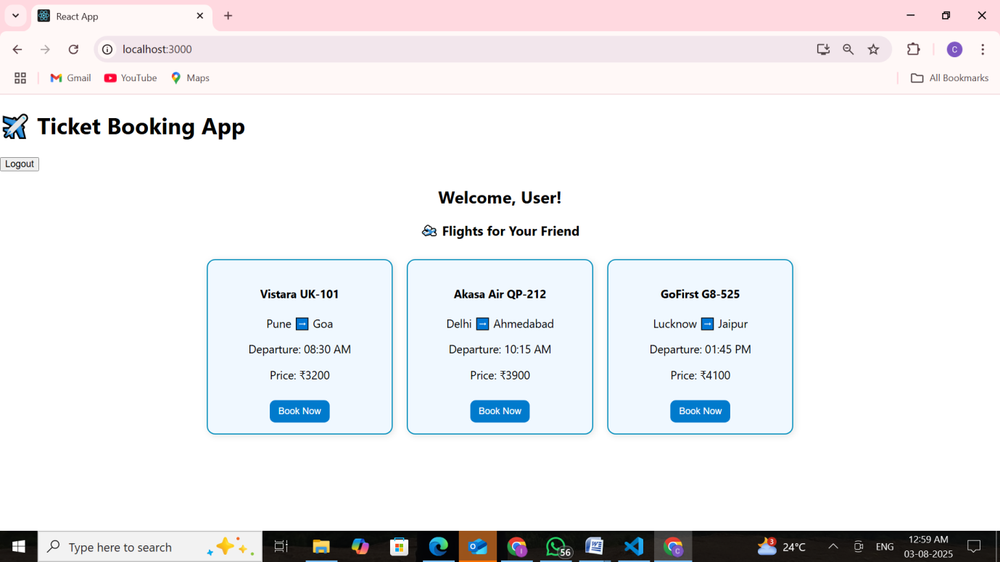 React App
localhost:3000
Gmail YouTube Maps All Bookmarks
C
✈️ Ticket Booking App
Logout
Welcome, User!
Flights for Your Friend
Vistara UK-101
Pune ➡️ Goa
Departure: 08:30 AM
Price: ₹3200
Book Now
Akasa Air QP-212
Delhi ➡️ Ahmedabad
Departure: 10:15 AM
Price: ₹3900
Book Now
GoFirst G8-525
Lucknow ➡️ Jaipur
Departure: 01:45 PM
Price: ₹4100
Book Now
Type here to search
I
56
W
C
3
24°C
ENG
12:59 AM
03-08-2025